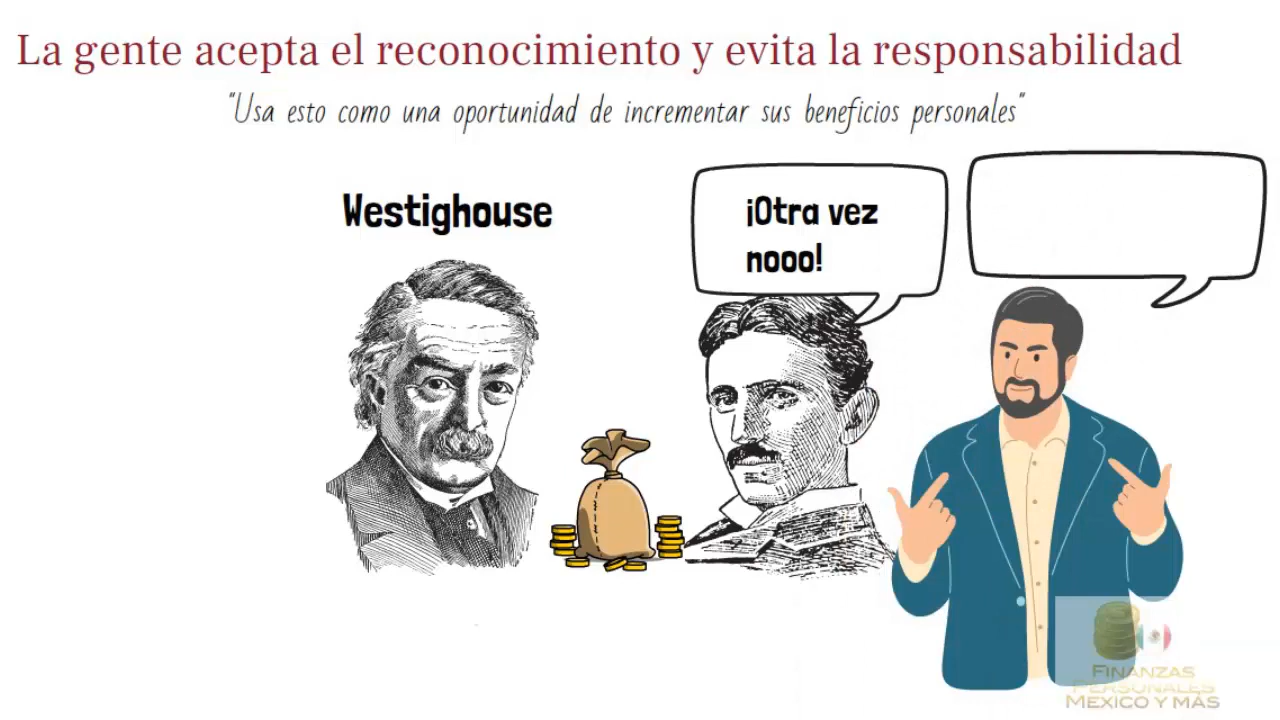 La gente acepta el reconocimiento y evita la responsabilidad
"Usa esto como una oportunidad de incrementar sus beneficios personales"
Westighouse
¡Otra vez
nooo!
FINANZAS
PERSONALES
MEXICO Y MÁS